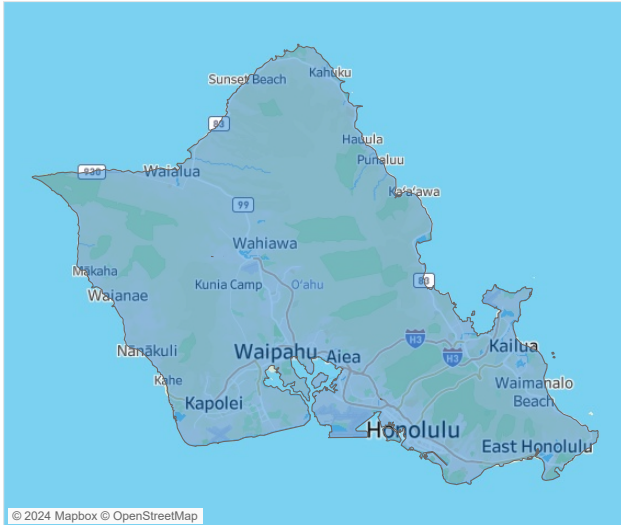 Kahuku
Sunset Beach
83
Hauula
Punaluu
930
Waialua
Ka'a'awa
99
Wahiawa
Mākaha
Kunia Camp
O'ahu
83
Waianae
H3
Nānākuli
Waipahu
Aiea
H3
Kailua
Kahe
Waimanalo
Beach
Kapolei
Honolulu
East Honolulu
© 2024 Mapbox © OpenStreetMap